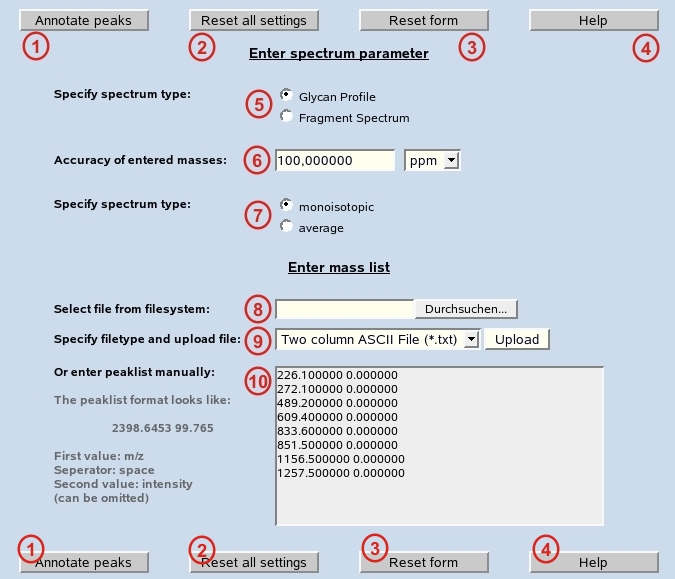 Annotate peaks Reset all settings Reset form Help
1 2 3 4
Enter spectrum parameter
Specify spectrum type: 5 Glycan Profile
Fragment Spectrum
Accuracy of entered masses: 6 100,000000 ppm
Specify spectrum type: 7 monoisotopic
average
Enter mass list
Select file from filesystem: 8 Durchsuchen...
Specify filetype and upload file: 9 Two column ASCII File (*.txt) Upload
Or enter peaklist manually: 10
The peaklist format looks like:
2398.6453 99.765
First value: m/z
Seperator: space
Second value: intensity
(can be omitted)
226.100000 0.000000
272.100000 0.000000
489.200000 0.000000
609.400000 0.000000
833.600000 0.000000
851.500000 0.000000
1156.500000 0.000000
1257.500000 0.000000
1 2 3 4
Annotate peaks Reset all settings Reset form Help